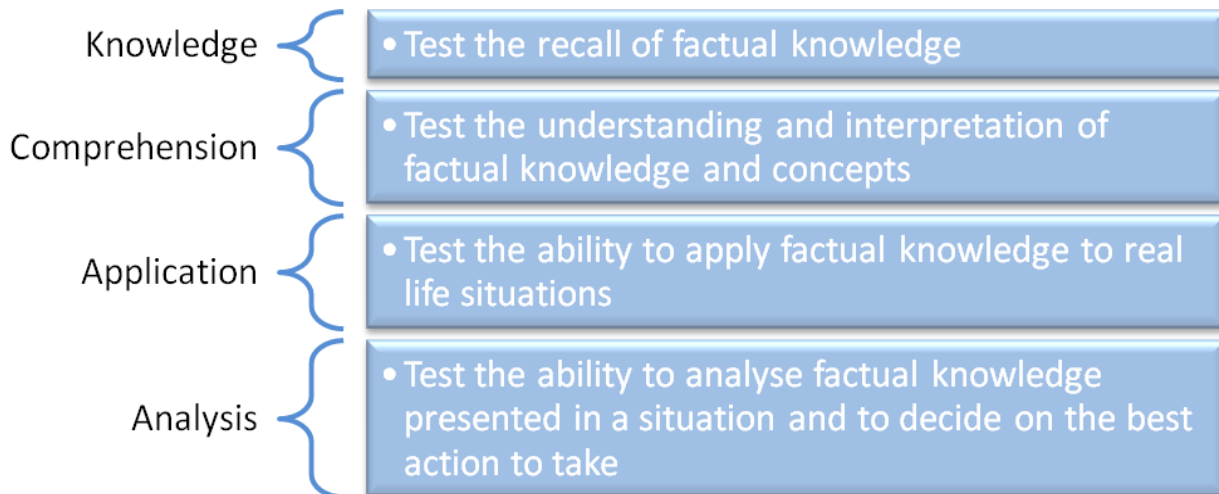 Knowledge
• Test the recall of factual knowledge
Comprehension
• Test the understanding and interpretation of
factual knowledge and concepts
Application
• Test the ability to apply factual knowledge to real
life situations
Analysis
• Test the ability to analyse factual knowledge
presented in a situation and to decide on the best
action to take